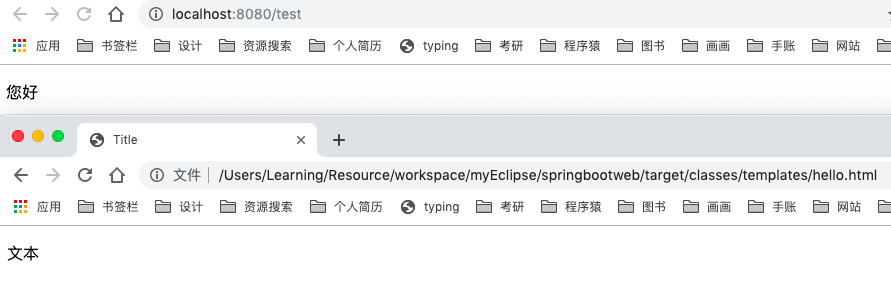 localhost:8080/test
应用 书签栏 设计 资源搜索 个人简历 typing 考研 程序猿 图书 画画 手账 网站
您好
Title
文件 /Users/Learning/Resource/workspace/myEclipse/springbootweb/target/classes/templates/hello.html
应用 书签栏 设计 资源搜索 个人简历 typing 考研 程序猿 图书 画画 手账 网站
文本